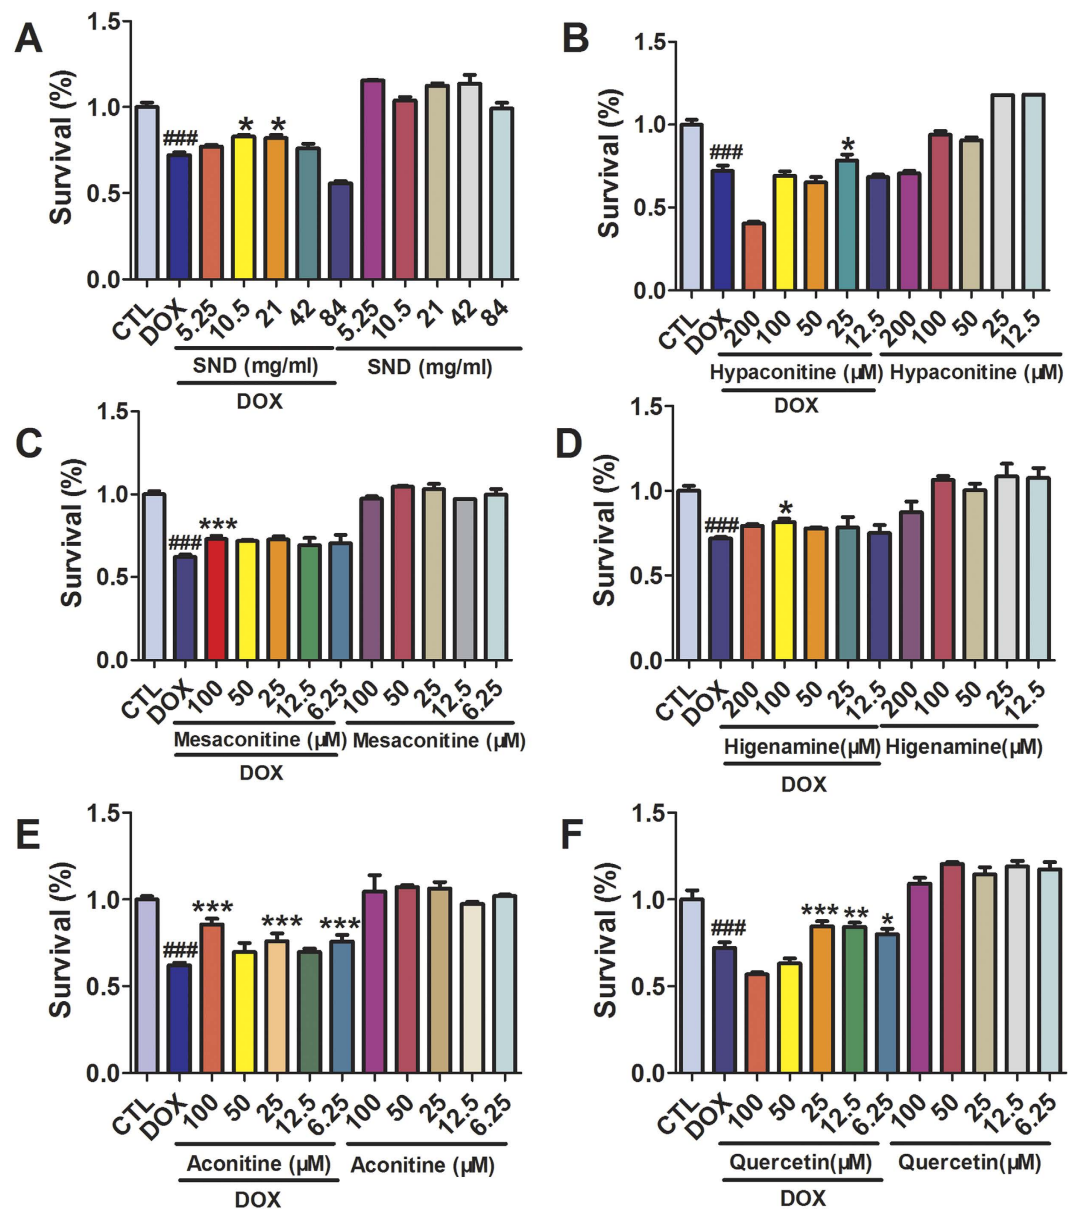 A
Survival (%)
1.5
1.0
0.5
0.0
###
*
*
CTL
DOX
5.25
10.5
21
42
84
5.25
10.5
21
42
84
SND (mg/ml)
SND (mg/ml)
DOX
B
Survival (%)
1.5
1.0
0.5
0.0
###
*
CTL
DOX
200
100
50
25
12.5
200
100
50
25
12.5
Hypaconitine (µM)
Hypaconitine (µM)
DOX
C
Survival (%)
1.5
1.0
0.5
0.0
###
***
CTL
DOX
100
50
25
12.5
6.25
100
50
25
12.5
6.25
Mesaconitine (µM)
Mesaconitine (µM)
DOX
D
Survival (%)
1.5
1.0
0.5
0.0
###
*
CTL
DOX
200
100
50
25
12.5
200
100
50
25
12.5
Higenamine(µM)
Higenamine(µM)
DOX
E
Survival (%)
1.5
1.0
0.5
0.0
###
***
***
***
CTL
DOX
100
50
25
12.5
6.25
100
50
25
12.5
6.25
Aconitine (µM)
Aconitine (µM)
DOX
F
Survival (%)
1.5
1.0
0.5
0.0
###
***
**
*
CTL
DOX
100
50
25
12.5
6.25
100
50
25
12.5
6.25
Quercetin(µM)
Quercetin(µM)
DOX